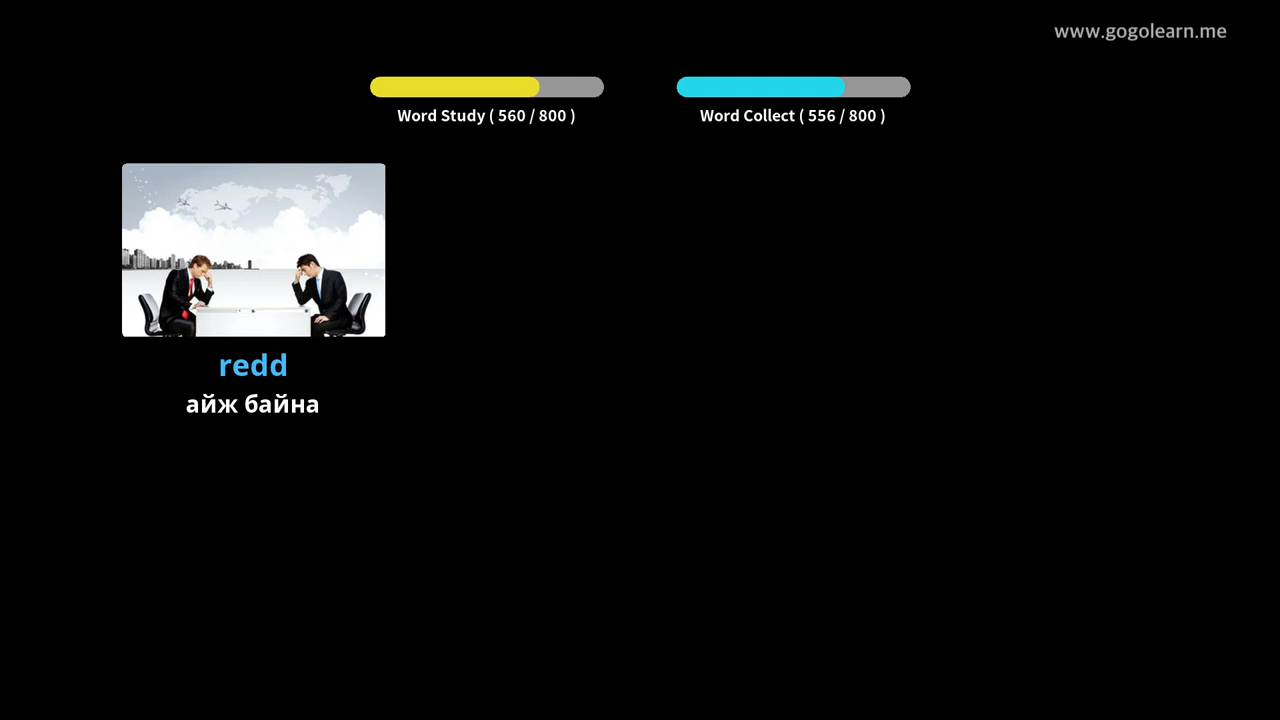 www.gogolearn.me
Word Study ( 560 / 800 )
Word Collect ( 556 / 800 )
redd
айж байна